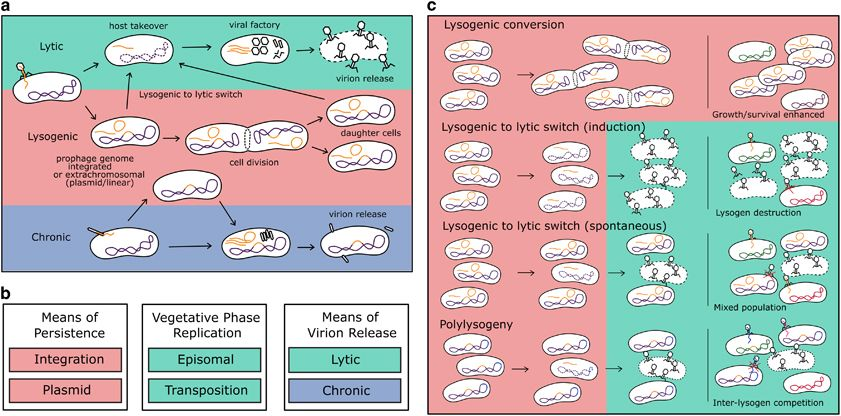 a
host takeover
viral factory
Lytic
virion release
Lysogenic to lytic switch
Lysogenic
daughter cells
prophage genome
integrated
or extrachromosomal
(plasmid/linear)
cell division
virion release
Chronic
b
Means of
Persistence
Integration
Plasmid
Vegetative Phase
Replication
Episomal
Transposition
Means of
Virion Release
Lytic
Chronic
c
Lysogenic conversion
Growth/survival enhanced
Lysogenic to lytic switch (induction)
Lysogen destruction
Lysogenic to lytic switch (spontaneous)
Mixed population
Polylysogeny
Inter-lysogen competition